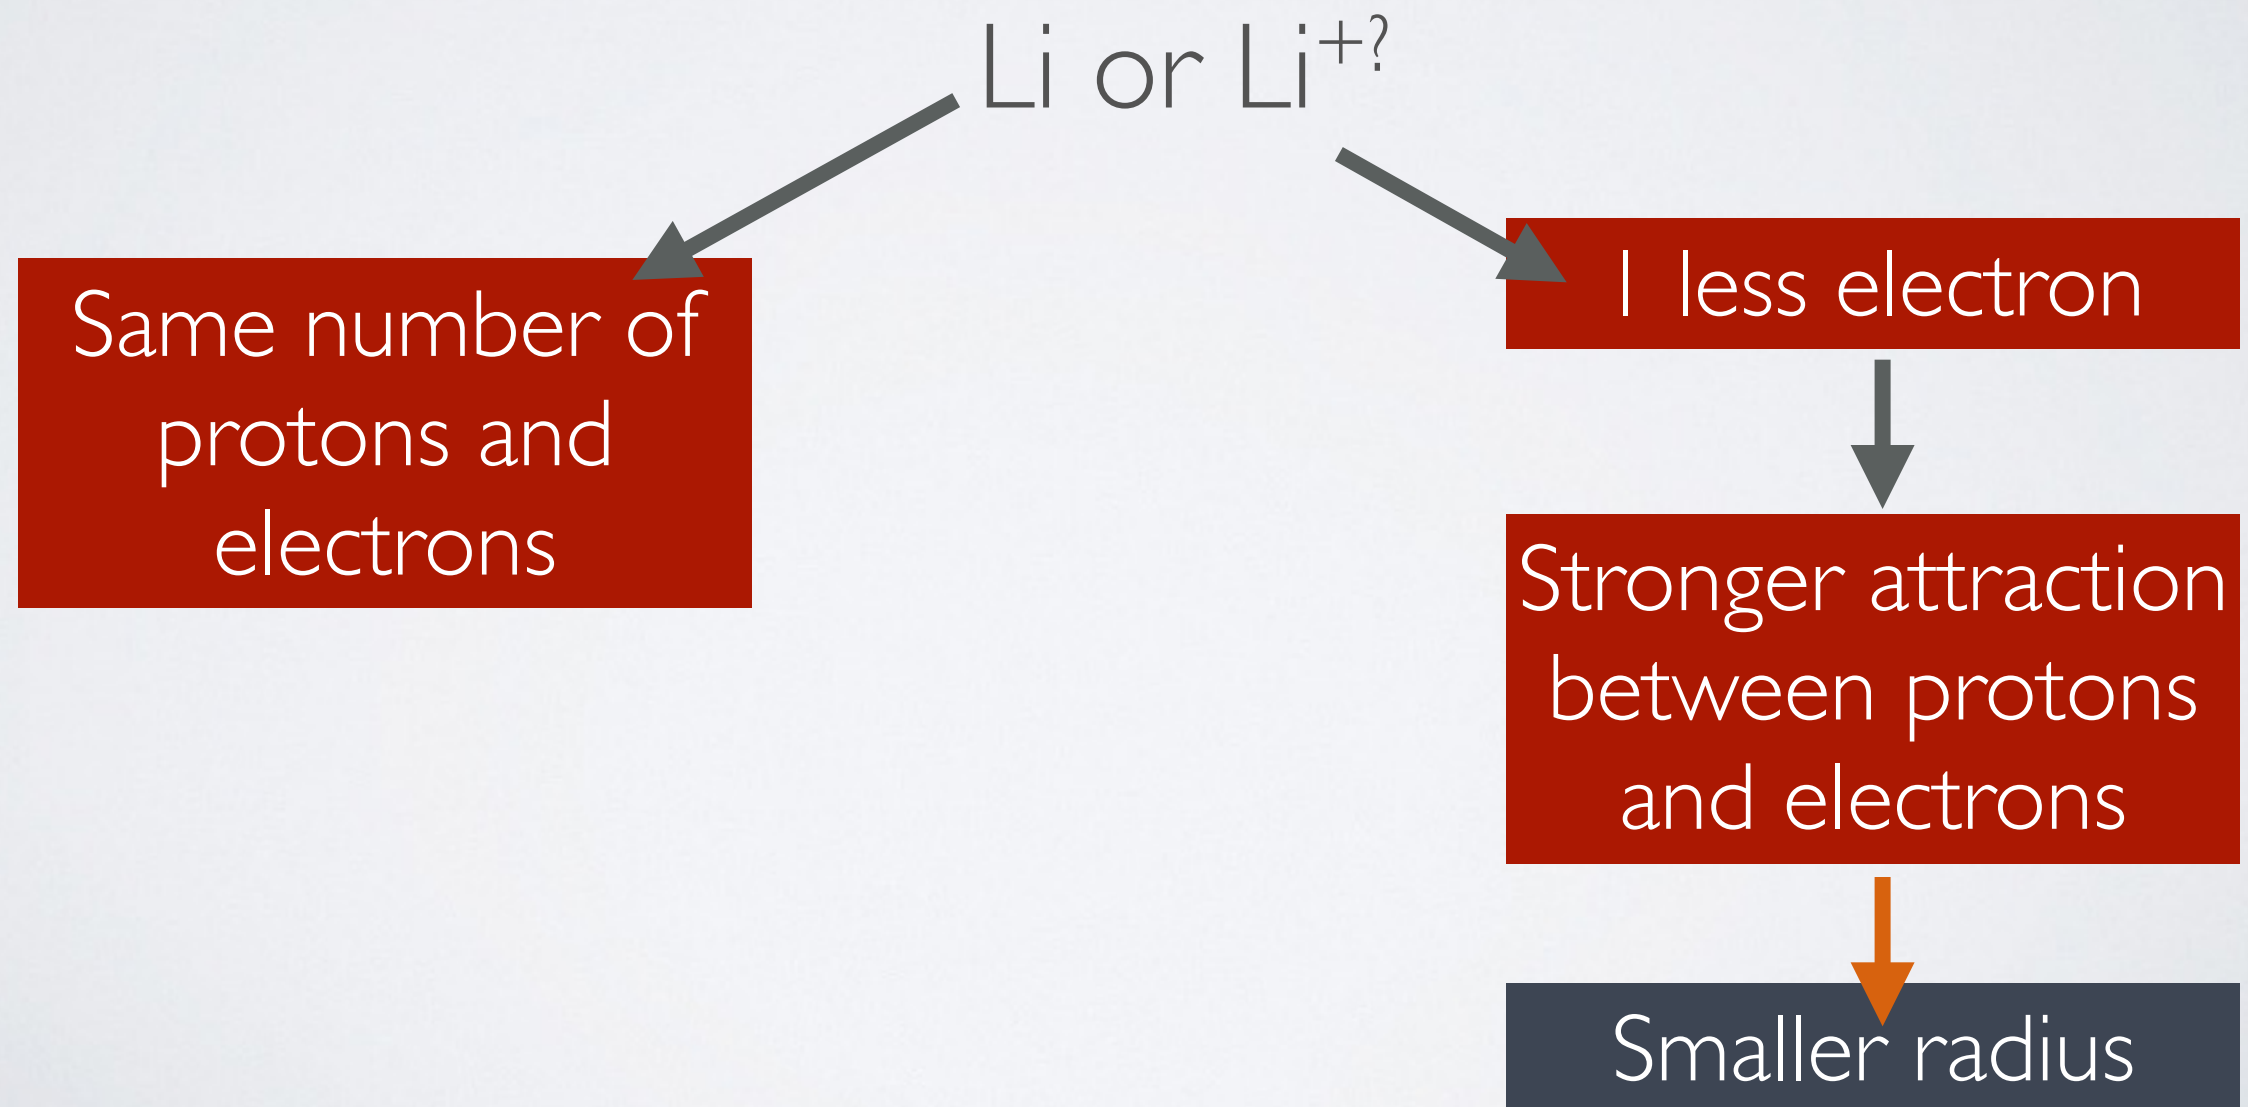 Li or Li⁺?
Same number of
protons and
electrons
1 less electron
Stronger attraction
between protons
and electrons
Smaller radius